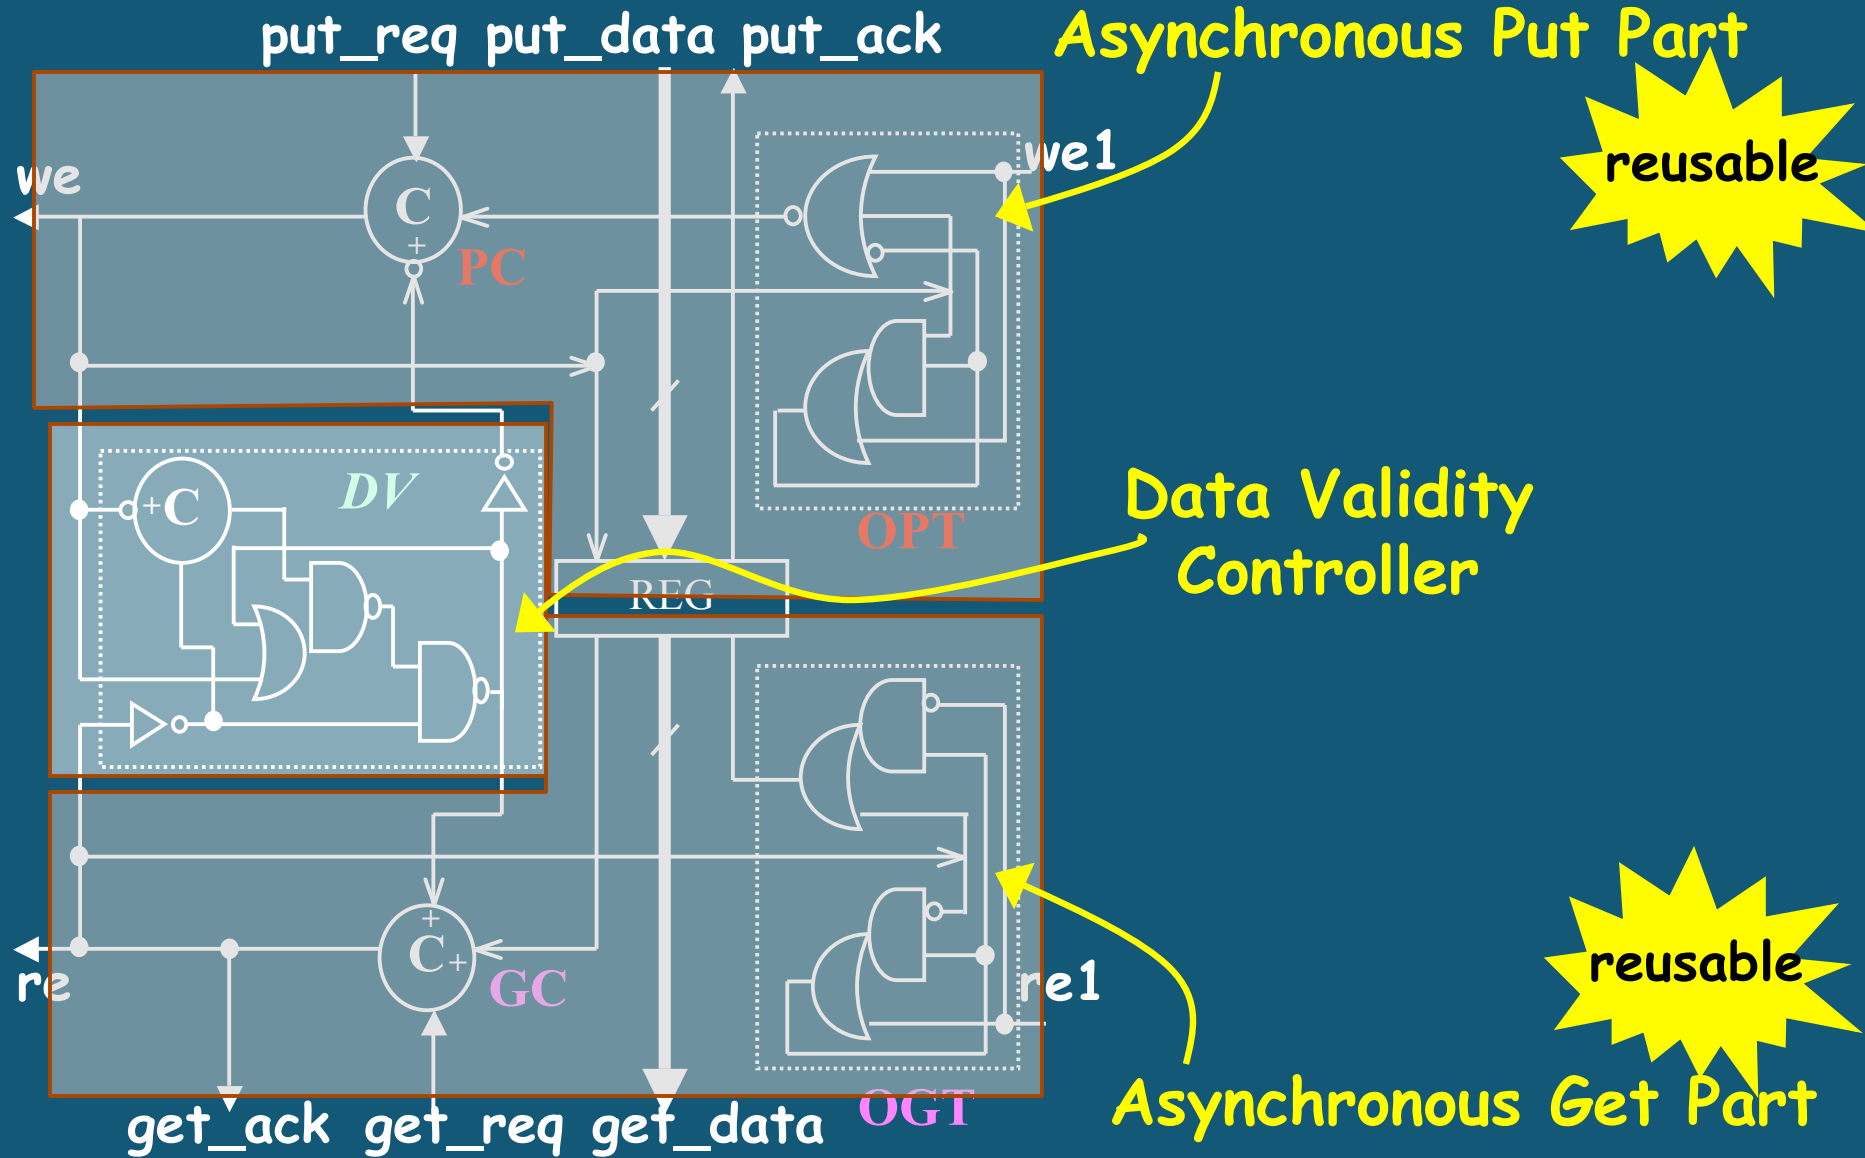 put_req put_data put_ack
Asynchronous Put Part
reusable
we
we1
C
+
PC
OPT
DV
+C
Data Validity
Controller
REG
+
C+
GC
re
re1
reusable
OGT
Asynchronous Get Part
get_ack get_req get_data